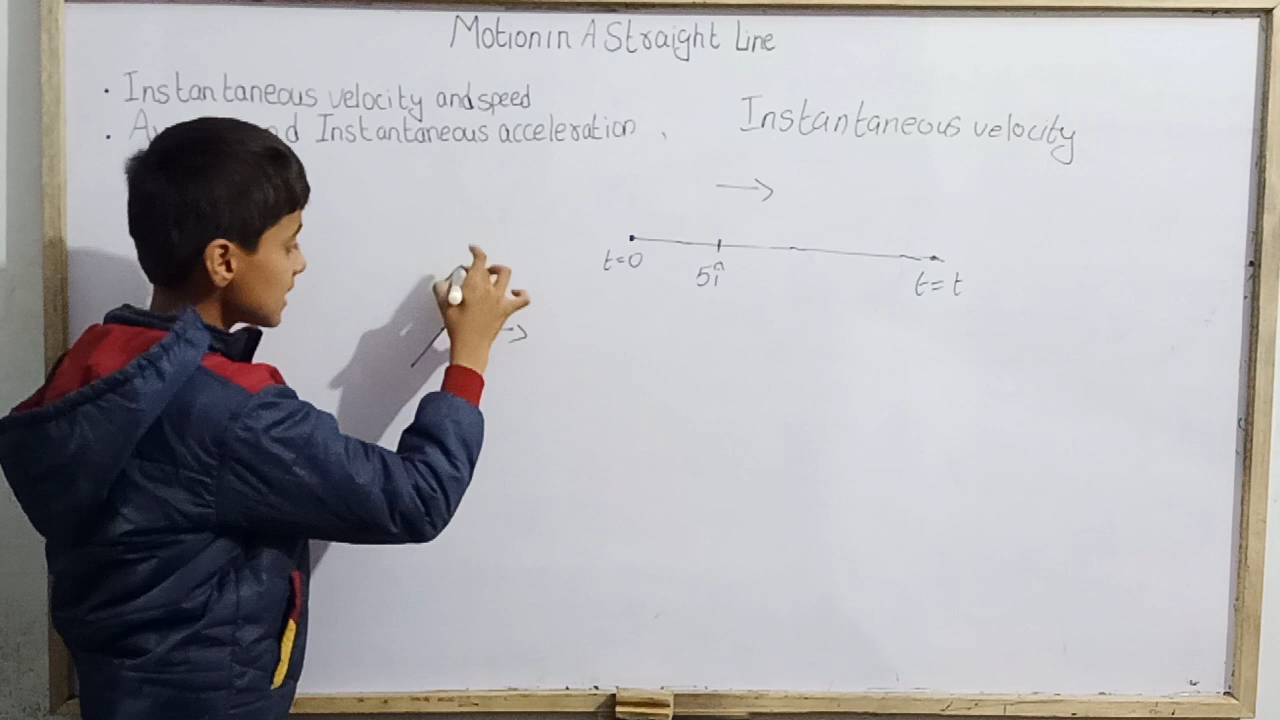 Motion in A Straight Line
· Instantaneous velocity and speed
· Instantaneous acceleration
Instantaneous velocity
t=0
5î
t=t